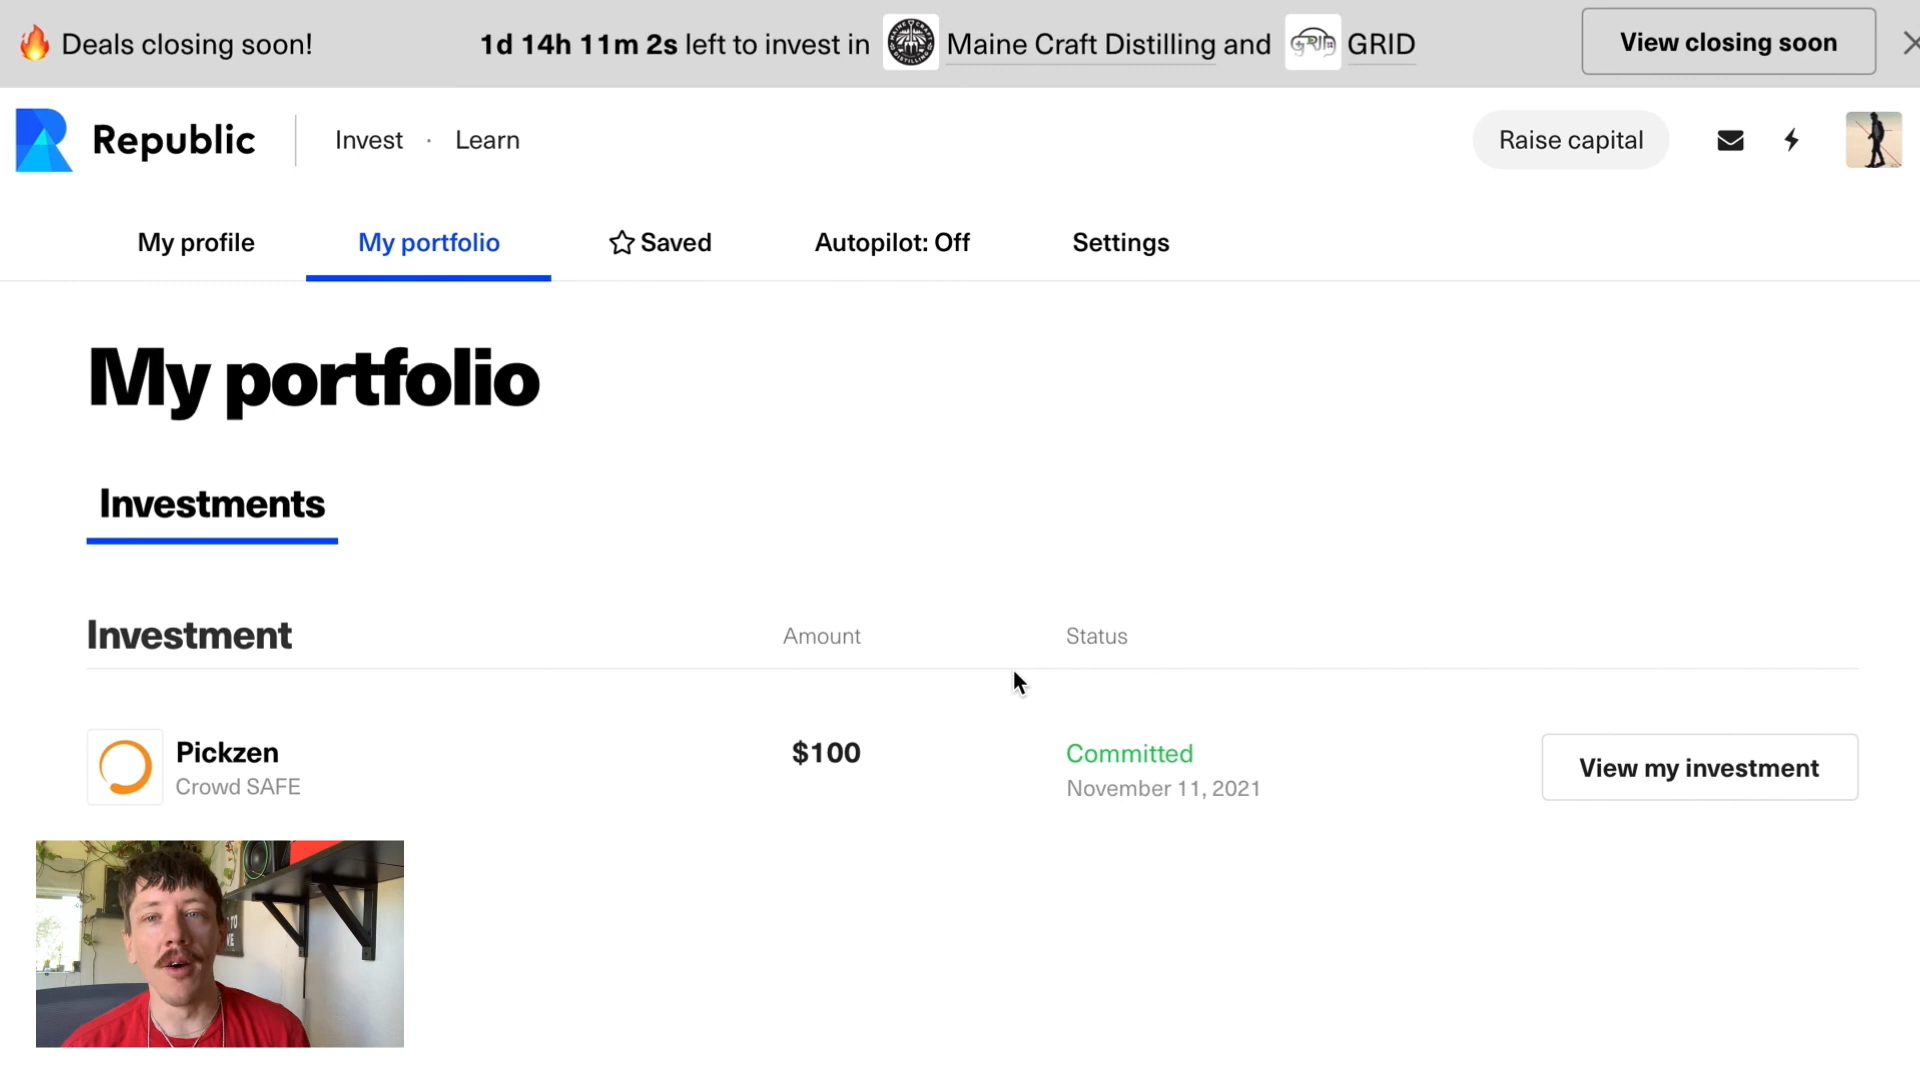 Deals closing soon!
1d 14h 11m 2s left to invest in Maine Craft Distilling and GRID
View closing soon
Republic
Invest · Learn
Raise capital
My profile
My portfolio
Saved
Autopilot: Off
Settings
My portfolio
Investments
Investment
Amount
Status
Pickzen
$100
Committed
View my investment
Crowd SAFE
November 11, 2021